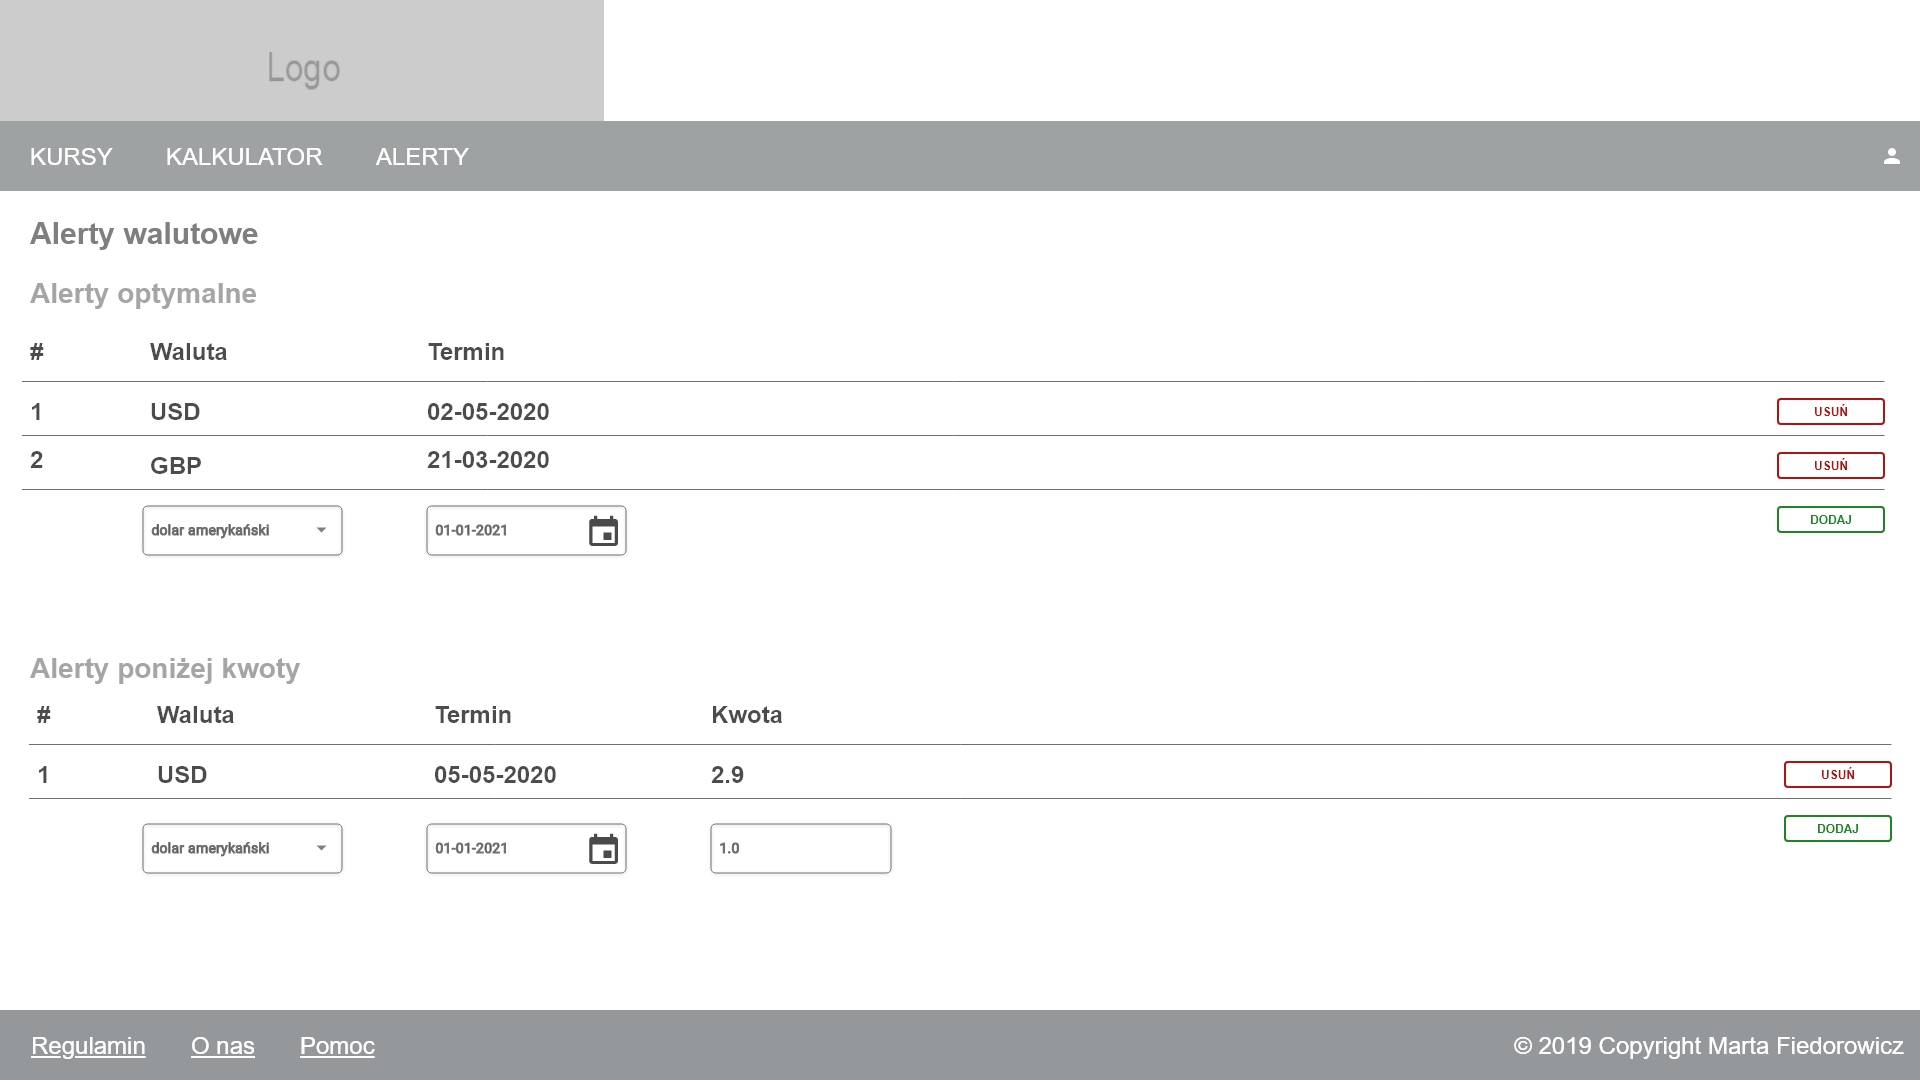 Logo
KURSY KALKULATOR ALERTY
Alerty walutowe
Alerty optymalne
# Waluta Termin
1 USD 02-05-2020 USUŃ
2 GBP 21-03-2020 USUŃ
dolar amerykański 01-01-2021 DODAJ
Alerty poniżej kwoty
# Waluta Termin Kwota
1 USD 05-05-2020 2.9 USUŃ
dolar amerykański 01-01-2021 1.0 DODAJ
Regulamin O nas Pomoc © 2019 Copyright Marta Fiedorowicz